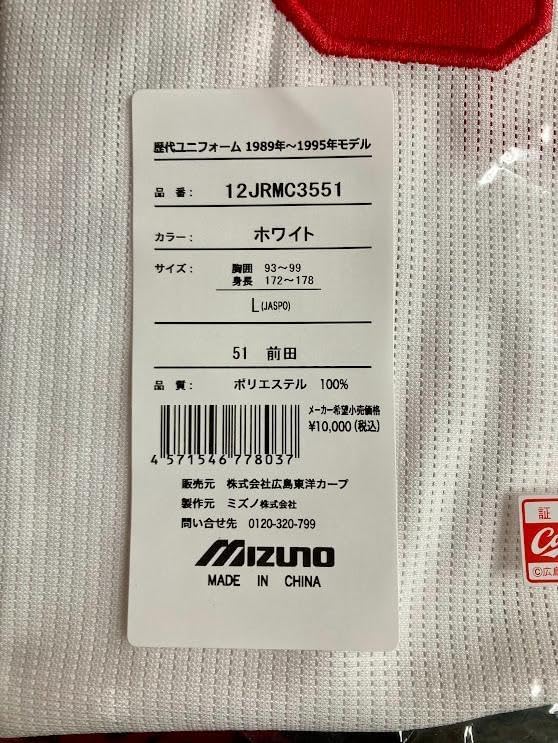 歴代ユニフォーム 1989年～1995年モデル
品 番： 12JRMC3551
カラー： ホワイト
サイズ： 胸囲 93～99
身長 172～178
L(JASPO)
51 前田
品 質： ポリエステル 100%
メーカー希望小売価格
¥10,000(税込)
4 571546 778037
販売元 株式会社広島東洋カープ
製作元 ミズノ株式会社
問い合せ先 0120-320-799
MIZUNO
MADE IN CHINA
証
©広島